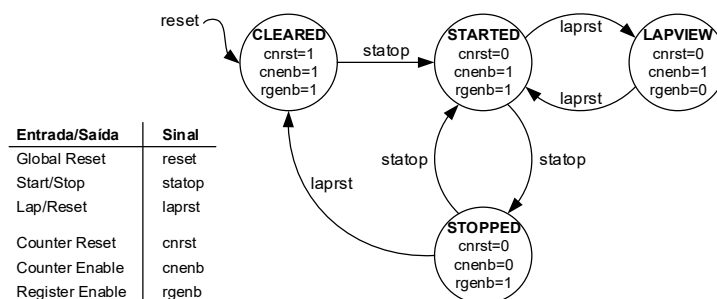 reset
CLEARED
cnrst=1
cnenb=1
rgenb=1
statop
STARTED
cnrst=0
cnenb=1
rgenb=1
laprst
LAPVIEW
cnrst=0
cnenb=1
rgenb=0
laprst
statop
statop
laprst
STOPPED
cnrst=0
cnenb=0
rgenb=1
Entrada/Saída Sinal
Global Reset reset
Start/Stop statop
Lap/Reset laprst
Counter Reset cnrst
Counter Enable cnenb
Register Enable rgenb